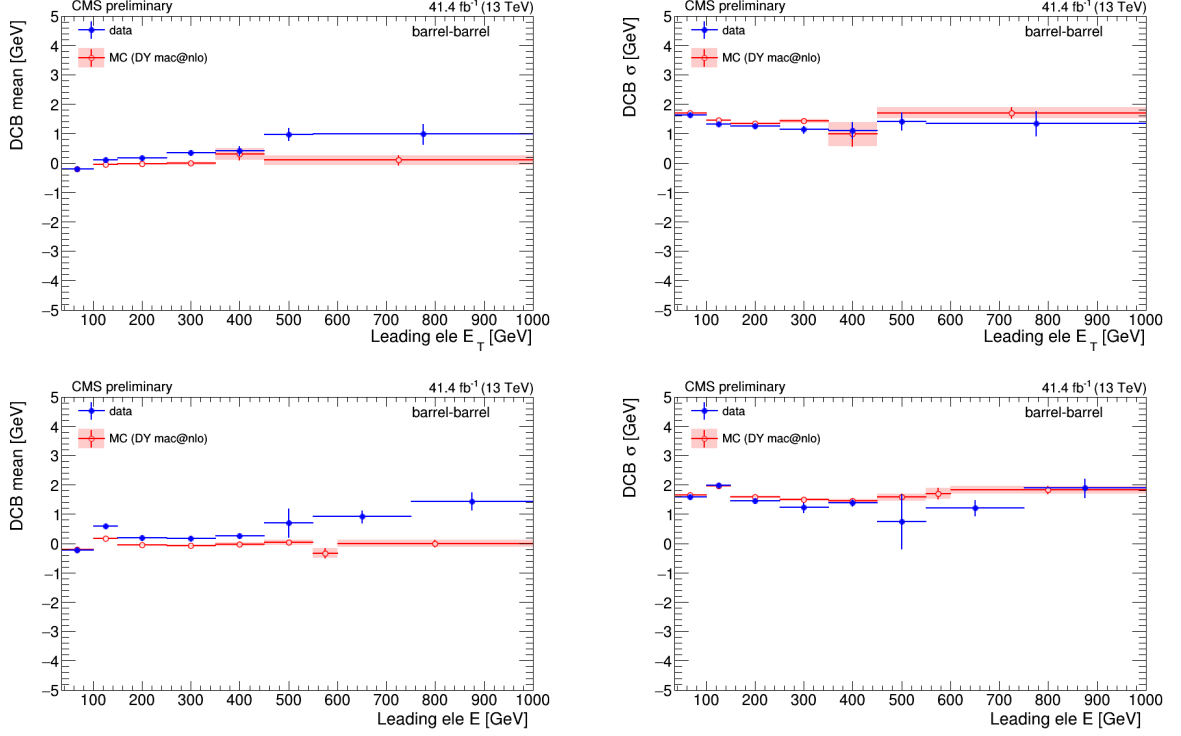 CMS preliminary 41.4 fb⁻¹ (13 TeV)
DCB mean [GeV]
data
MC (DY mac@nlo)
barrel-barrel
5
4
3
2
1
0
−1
−2
−3
−4
−5
100 200 300 400 500 600 700 800 900 1000
Leading ele E_T [GeV]
CMS preliminary 41.4 fb⁻¹ (13 TeV)
DCB σ [GeV]
data
MC (DY mac@nlo)
barrel-barrel
5
4
3
2
1
0
−1
−2
−3
−4
−5
100 200 300 400 500 600 700 800 900 1000
Leading ele E_T [GeV]
CMS preliminary 41.4 fb⁻¹ (13 TeV)
DCB mean [GeV]
data
MC (DY mac@nlo)
barrel-barrel
5
4
3
2
1
0
−1
−2
−3
−4
−5
100 200 300 400 500 600 700 800 900 1000
Leading ele E [GeV]
CMS preliminary 41.4 fb⁻¹ (13 TeV)
DCB σ [GeV]
data
MC (DY mac@nlo)
barrel-barrel
5
4
3
2
1
0
−1
−2
−3
−4
−5
100 200 300 400 500 600 700 800 900 1000
Leading ele E [GeV]